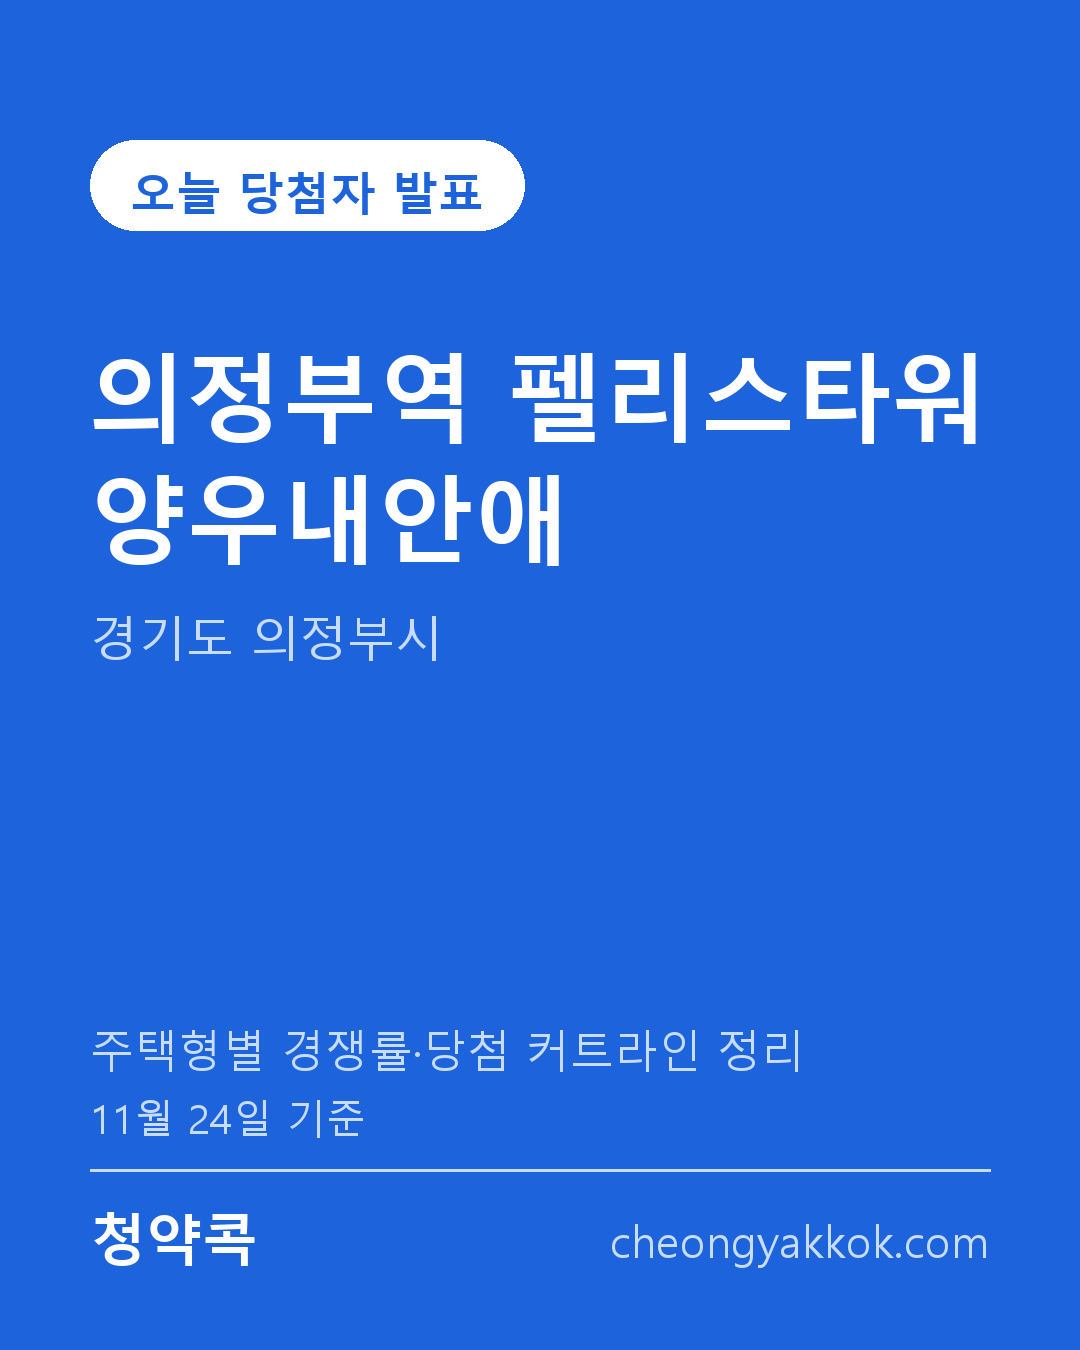 오늘 당첨자 발표
의정부역 펠리스타워
양우내안애
경기도 의정부시
주택형별 경쟁률·당첨 커트라인 정리
11월 24일 기준
청약콕
cheongyakkok.com